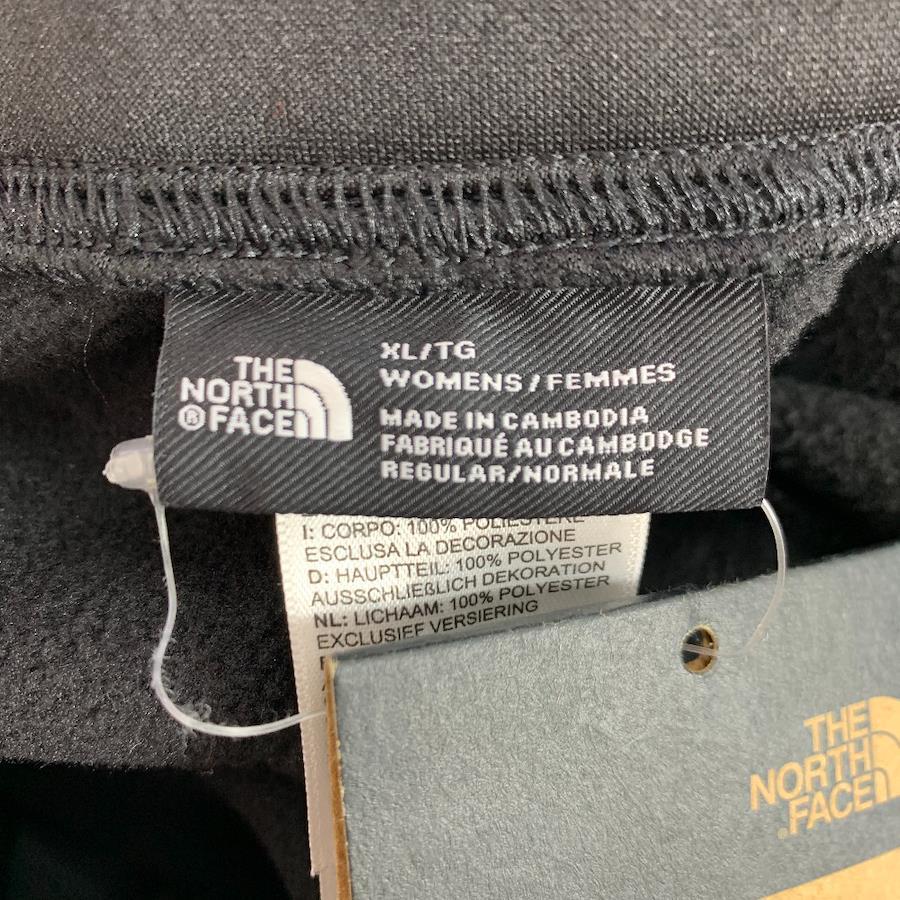 THE
NORTH
®FACE
XL/TG
WOMENS/FEMMES
MADE IN CAMBODIA
FABRIQUÉ AU CAMBODGE
REGULAR/NORMALE
I: CORPO: 100% POLIESTERE
ESCLUSA LA DECORAZIONE
D: HAUPTTEIL: 100% POLYESTER
AUSSCHLIEßLICH DEKORATION
NL: LICHAAM: 100% POLYESTER
EXCLUSIEF VERSIERING
THE
NORTH
®FACE